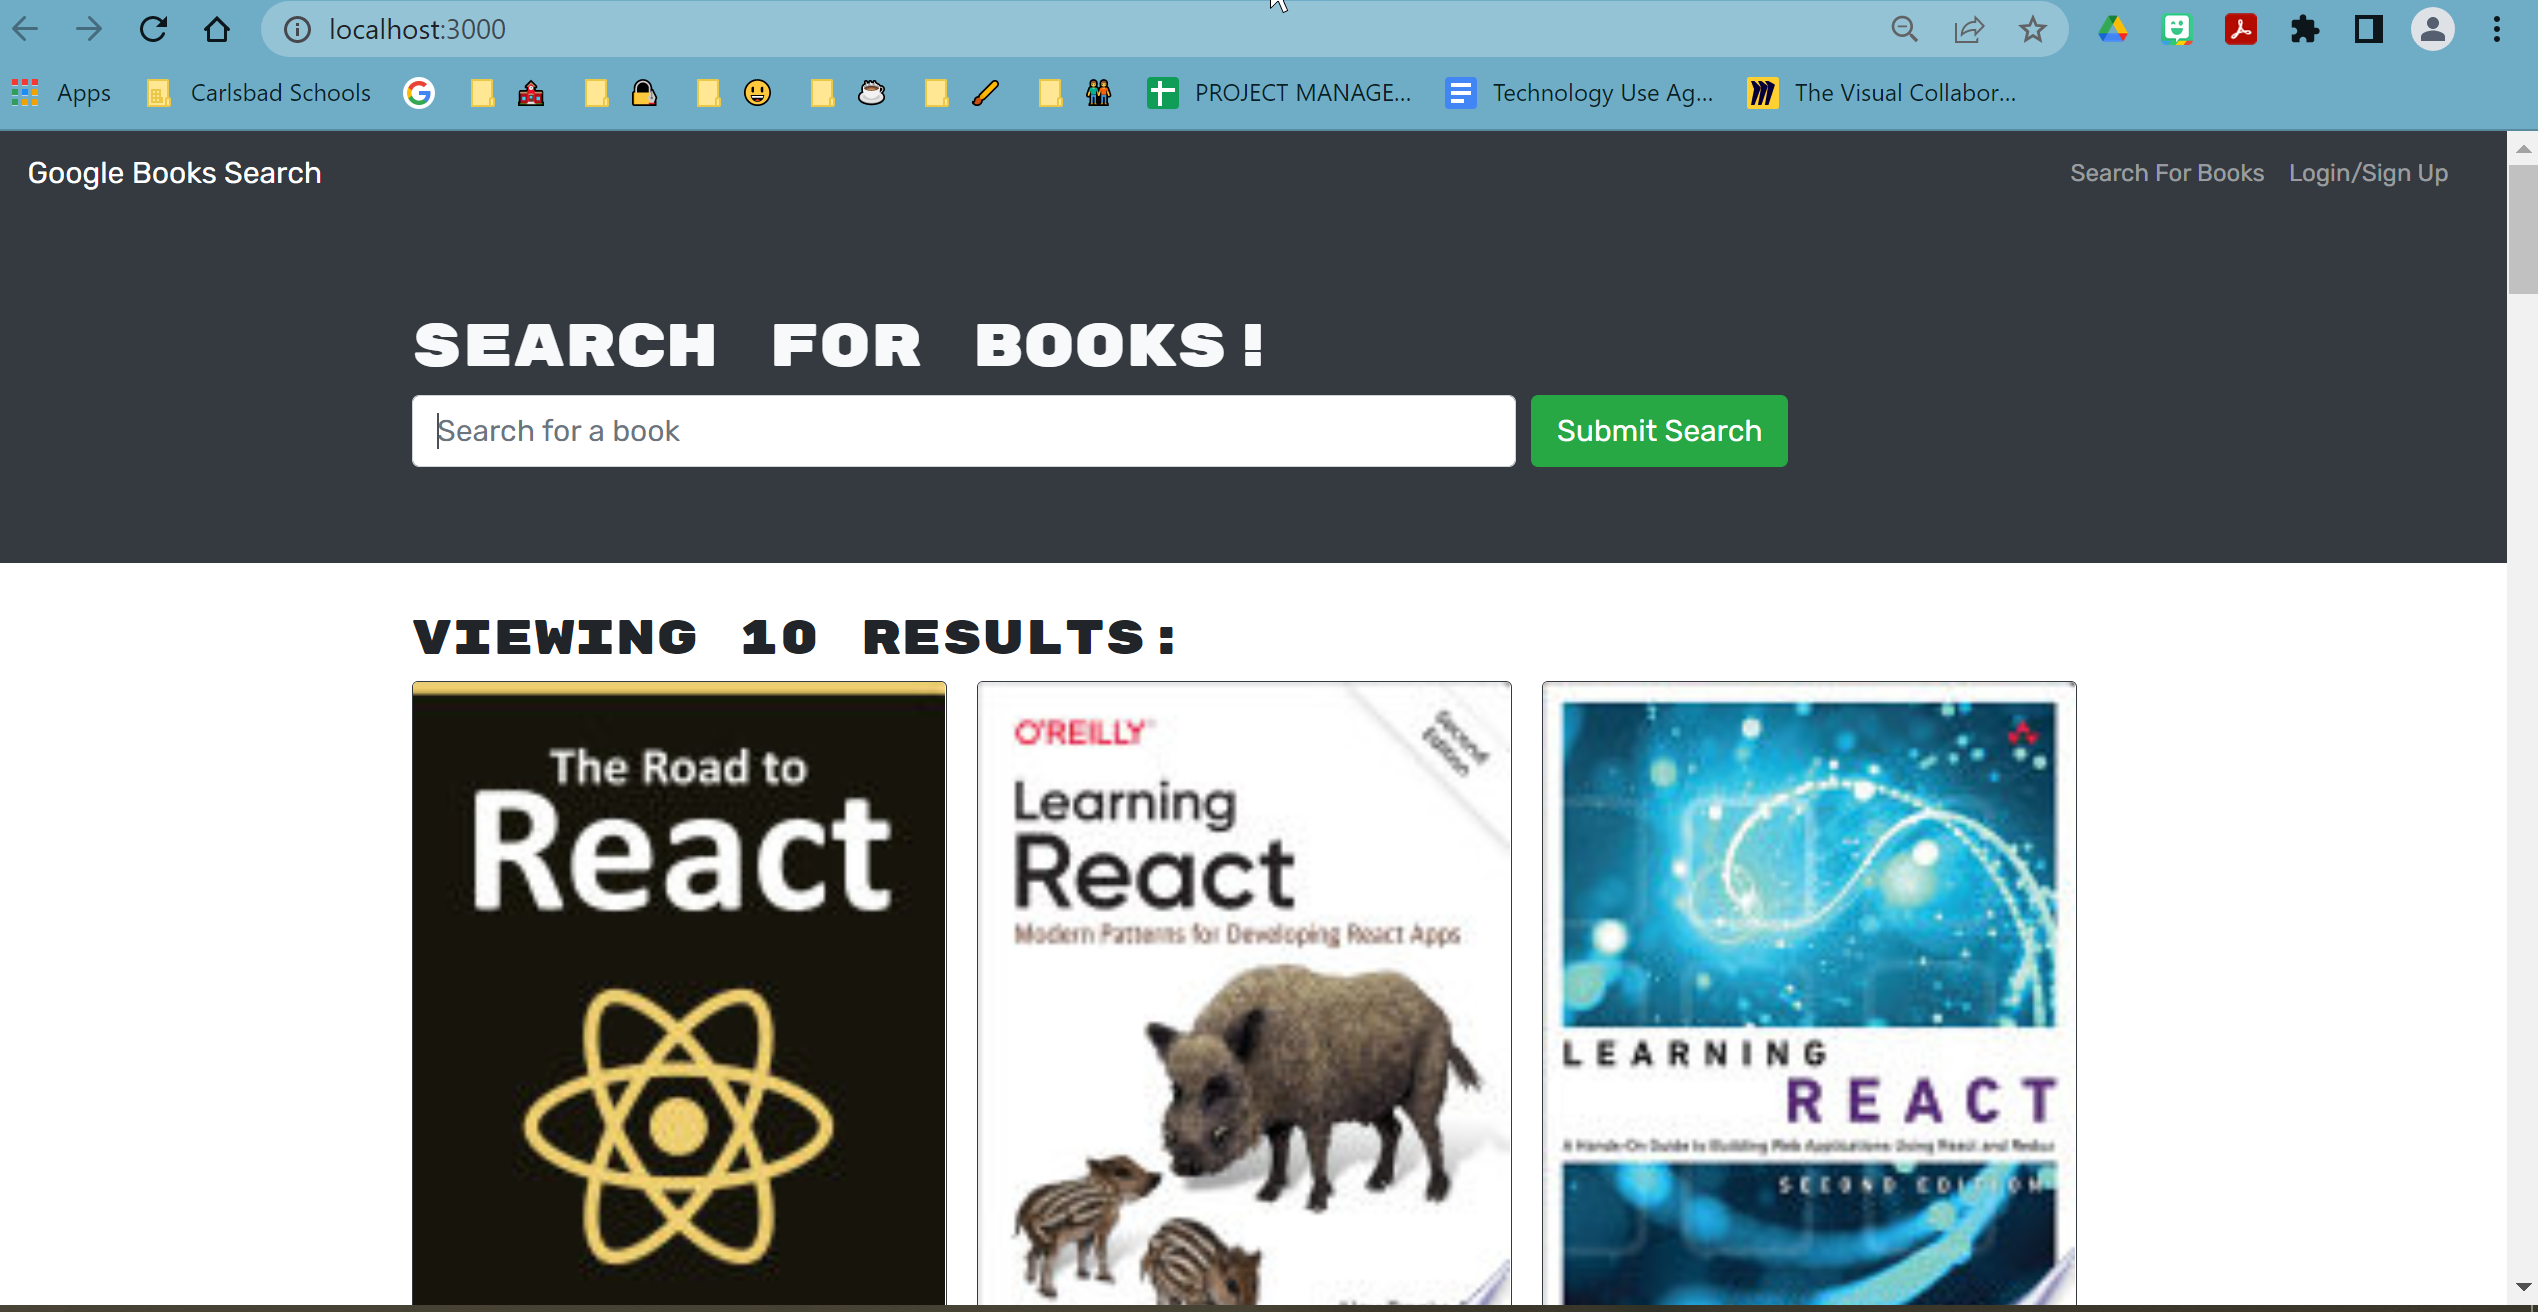 localhost:3000
Apps
Carlsbad Schools
PROJECT MANAGE...
Technology Use Ag...
The Visual Collabor...
Google Books Search
Search For Books
Login/Sign Up
SEARCH FOR BOOKS!
Search for a book
Submit Search
VIEWING 10 RESULTS:
The Road to
React
O'REILLY
Second
Edition
Learning
React
Modern Patterns for Developing React Apps
LEARNING
REACT
A Hands-On Guide to Building Web Applications Using React and Redux
SECOND EDITION